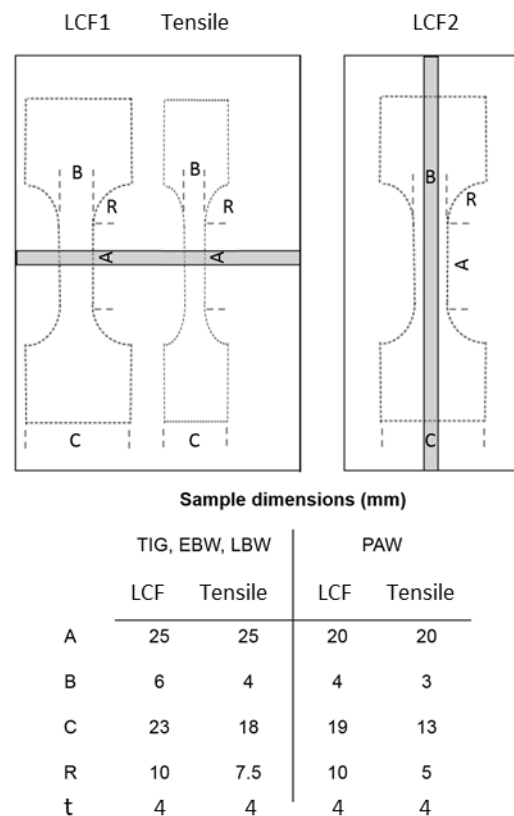 LCF1 Tensile LCF2
B B B
R R R
A A A
C C C
Sample dimensions (mm)
TIG, EBW, LBW PAW
LCF Tensile LCF Tensile
A 25 25 20 20
B 6 4 4 3
C 23 18 19 13
R 10 7.5 10 5
t 4 4 4 4